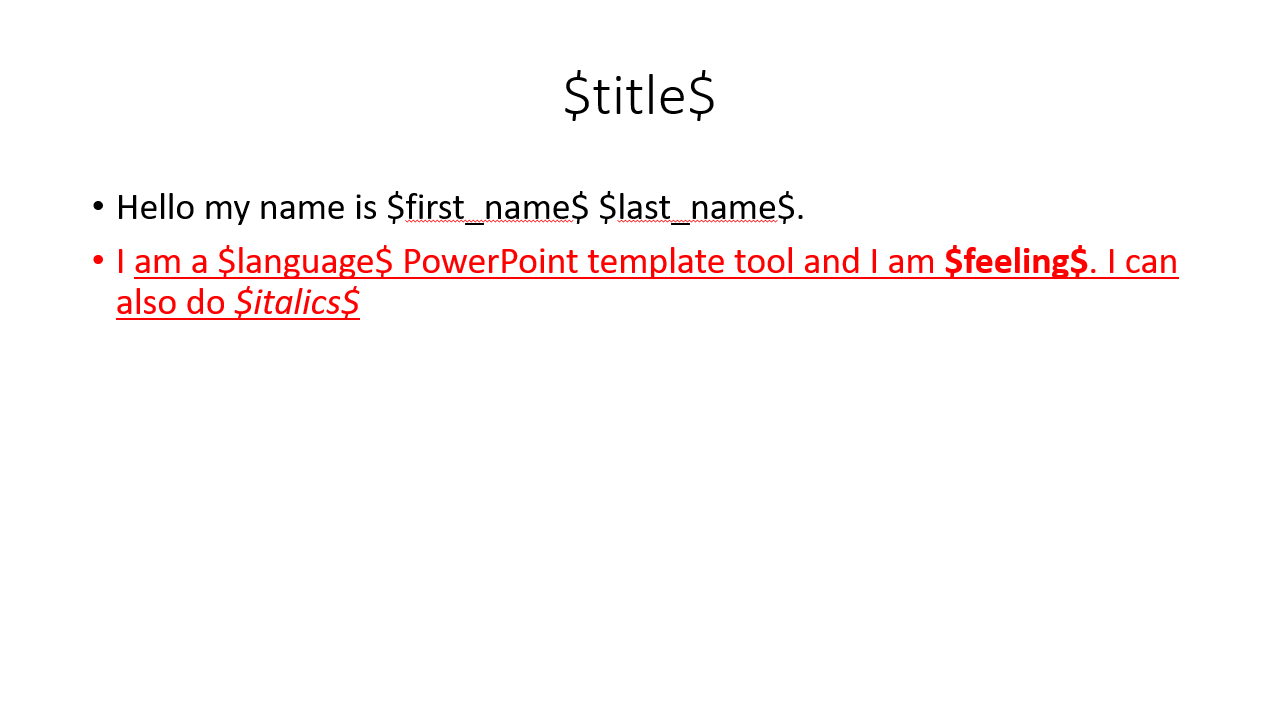 $title$
• Hello my name is $first_name$ $last_name$.
• I am a $language$ PowerPoint template tool and I am $feeling$. I can
also do $italics$